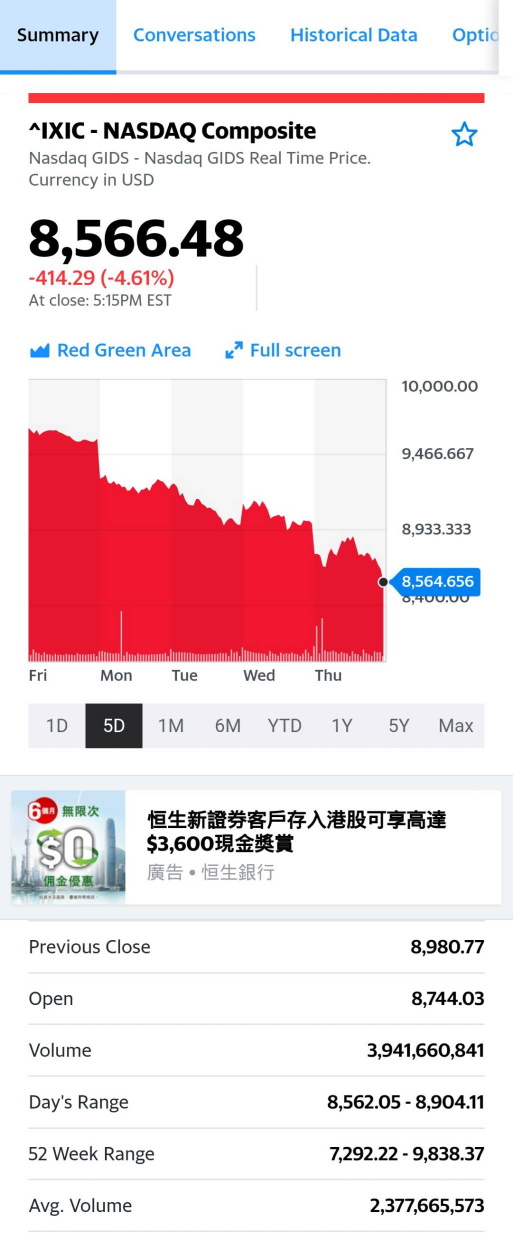 Summary Conversations Historical Data Optic
^IXIC - NASDAQ Composite
Nasdaq GIDS - Nasdaq GIDS Real Time Price.
Currency in USD
8,566.48
-414.29 (-4.61%)
At close: 5:15PM EST
Red Green Area Full screen
10,000.00
9,466.667
8,933.333
8,564.656
8,400.00
Fri Mon Tue Wed Thu
1D 5D 1M 6M YTD 1Y 5Y Max
6個月 無限次
$0
佣金優惠
恒生新證券客戶存入港股可享高達
$3,600現金獎賞
廣告 • 恒生銀行
Previous Close 8,980.77
Open 8,744.03
Volume 3,941,660,841
Day's Range 8,562.05 - 8,904.11
52 Week Range 7,292.22 - 9,838.37
Avg. Volume 2,377,665,573